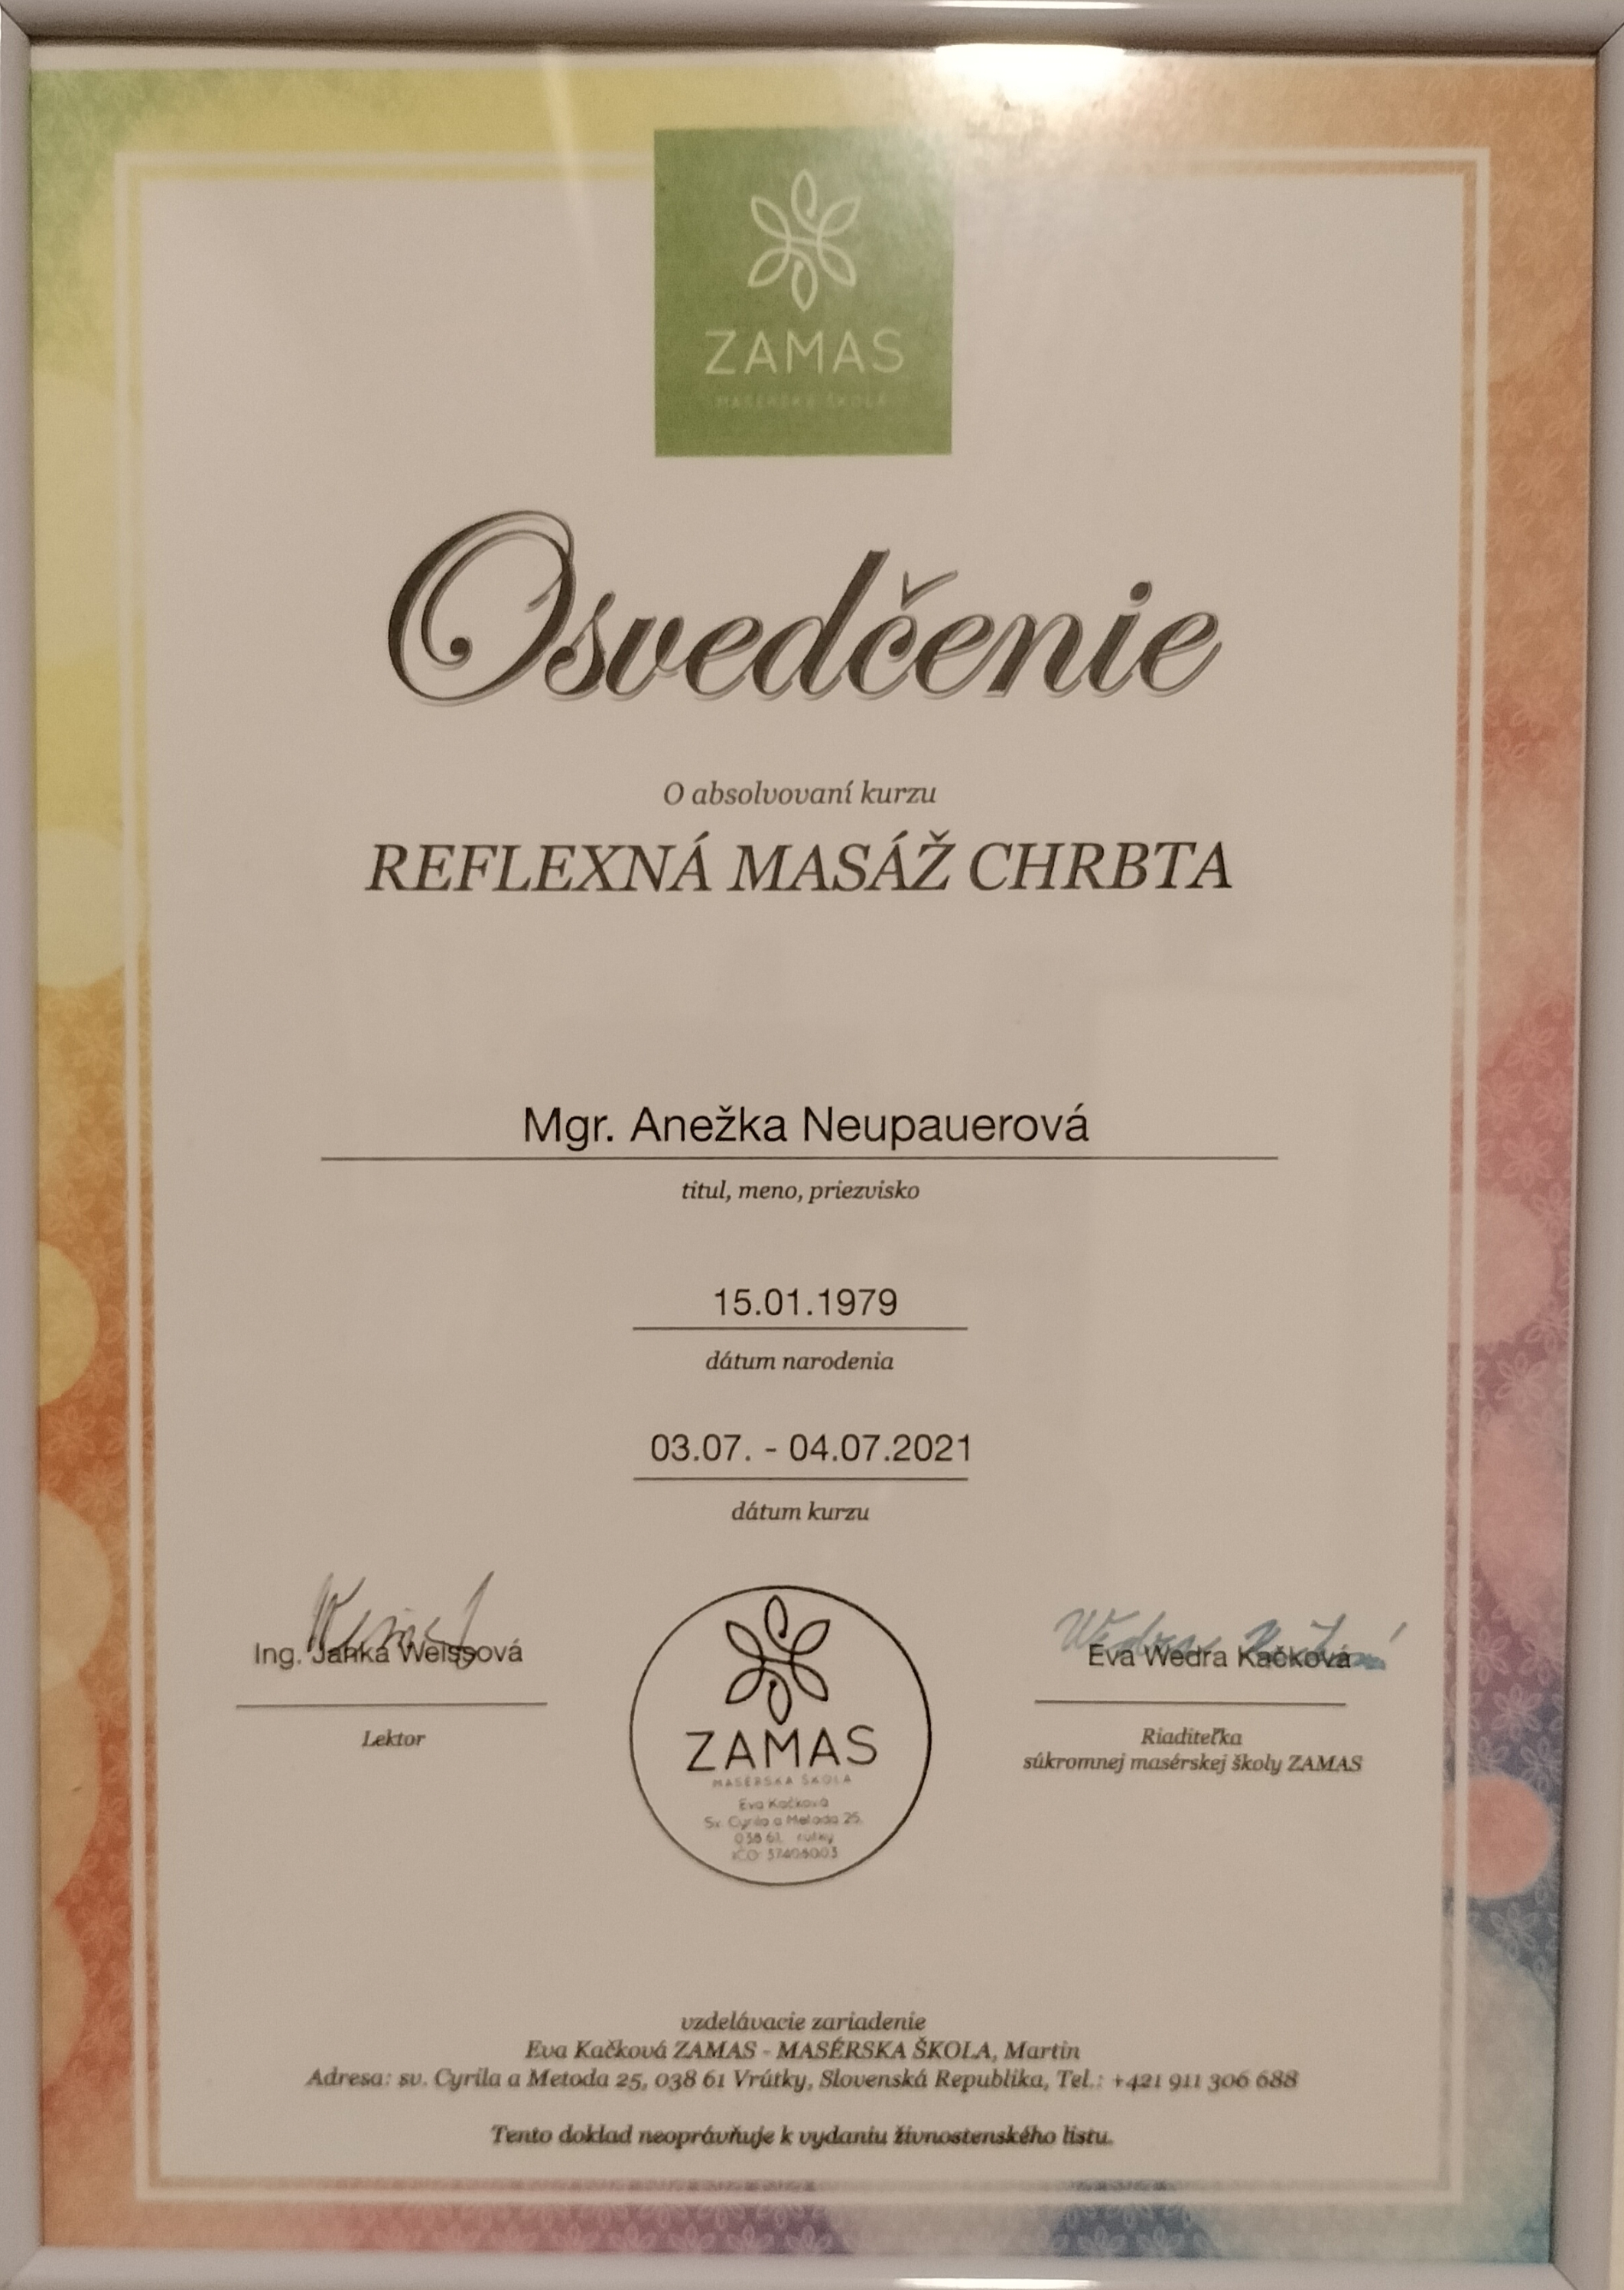 ZAMAS
MASÉRSKA ŠKOLA
Osvedčenie
O absolvovaní kurzu
REFLEXNÁ MASÁŽ CHRBTA
Mgr. Anežka Neupauerová
titul, meno, priezvisko
15.01.1979
dátum narodenia
03.07. - 04.07.2021
dátum kurzu
Ing. Janka Weissová
Lektor
ZAMAS
MASÉRSKA ŠKOLA
Eva Kačková
Sv. Cyrila a Metoda 25,
038 61
IČO:
Eva Wedra Kačková
Riaditeľka
súkromnej masérskej školy ZAMAS
vzdelávacie zariadenie
Eva Kačková ZAMAS - MASÉRSKA ŠKOLA, Martin
Adresa: sv. Cyrila a Metoda 25, 038 61 Vrútky, Slovenská Republika, Tel.: +421 911 306 688
Tento doklad neoprávňuje k vydaniu živnostenského listu.